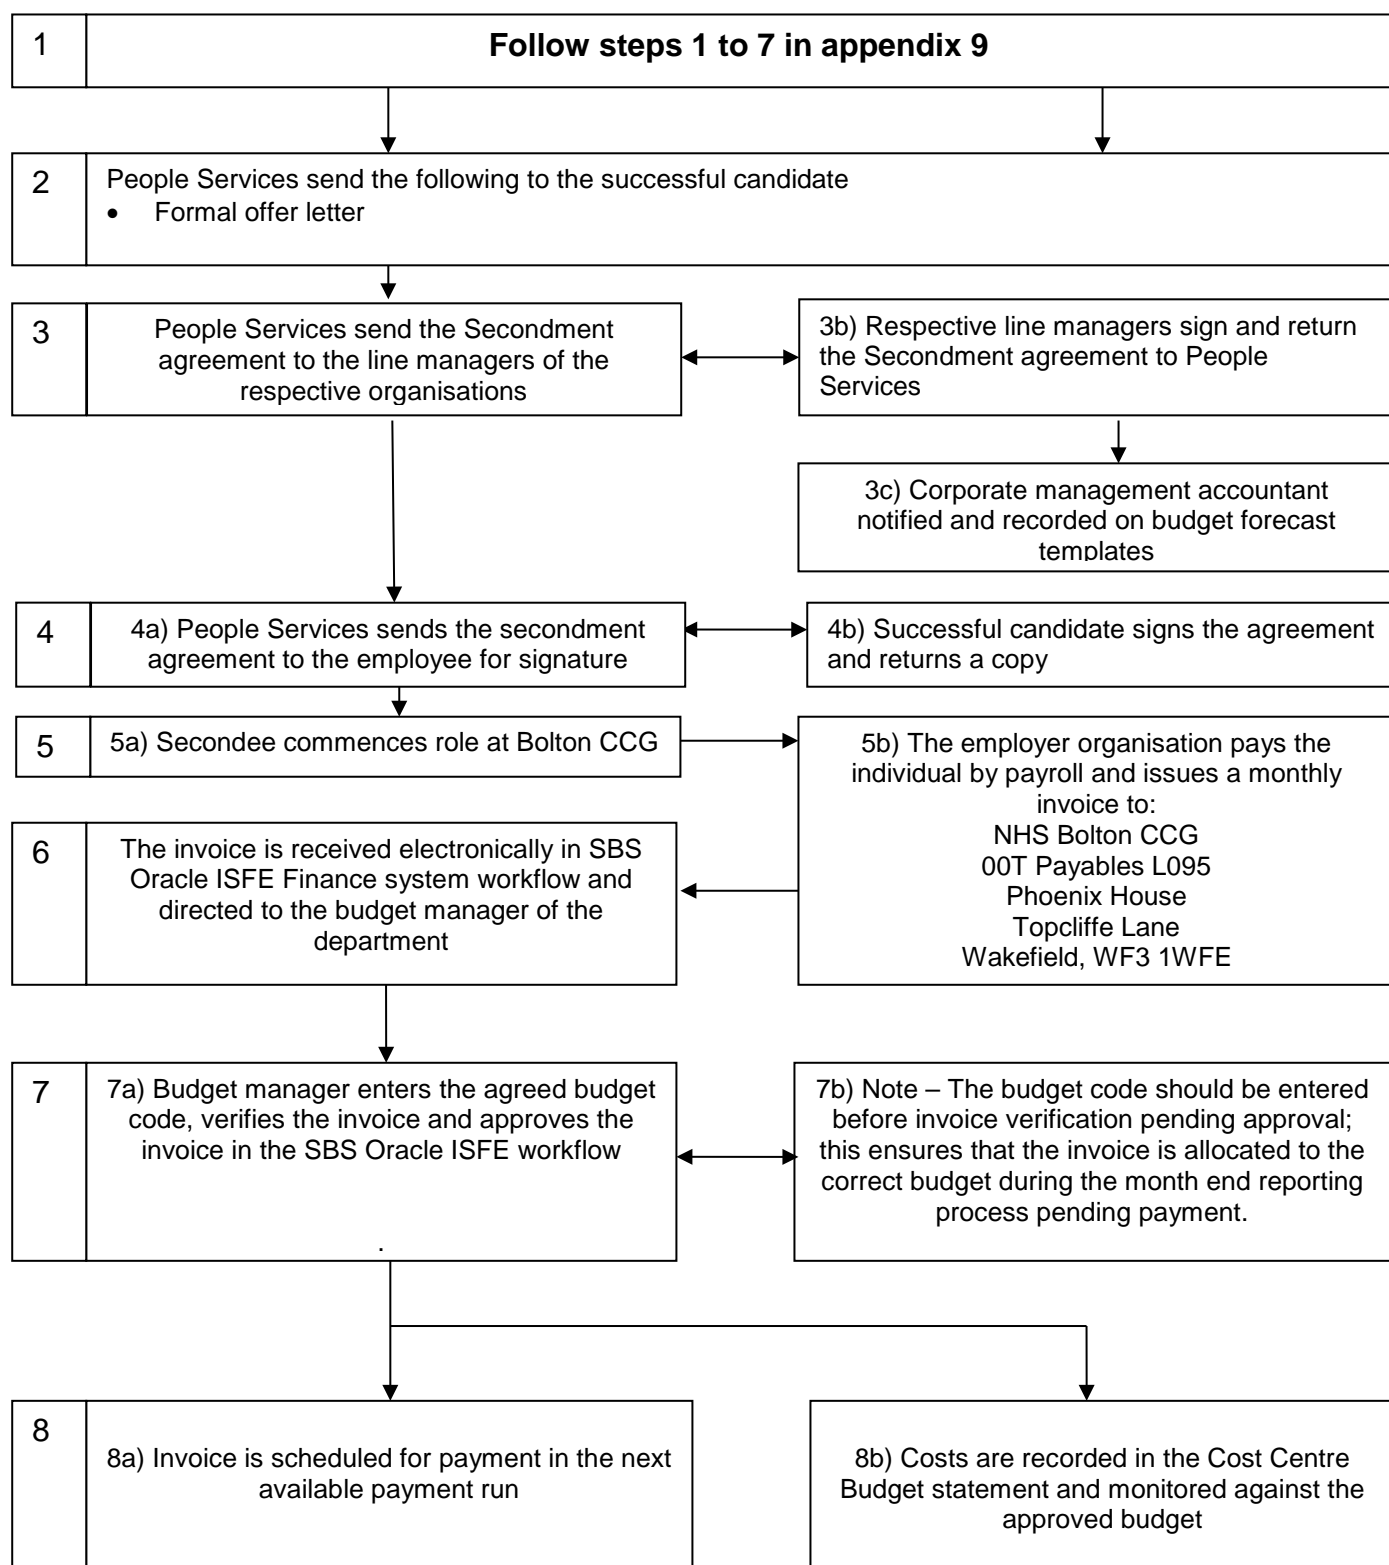 1
Follow steps 1 to 7 in appendix 9
2
People Services send the following to the successful candidate
• Formal offer letter
3
People Services send the Secondment
agreement to the line managers of the
respective organisations
3b) Respective line managers sign and return
the Secondment agreement to People
Services
3c) Corporate management accountant
notified and recorded on budget forecast
templates
4
4a) People Services sends the secondment
agreement to the employee for signature
4b) Successful candidate signs the agreement
and returns a copy
5
5a) Secondee commences role at Bolton CCG
5b) The employer organisation pays the
individual by payroll and issues a monthly
invoice to:
NHS Bolton CCG
00T Payables L095
Phoenix House
Topcliffe Lane
Wakefield, WF3 1WFE
6
The invoice is received electronically in SBS
Oracle ISFE Finance system workflow and
directed to the budget manager of the
department
7
7a) Budget manager enters the agreed budget
code, verifies the invoice and approves the
invoice in the SBS Oracle ISFE workflow
.
7b) Note – The budget code should be entered
before invoice verification pending approval;
this ensures that the invoice is allocated to the
correct budget during the month end reporting
process pending payment.
8
8a) Invoice is scheduled for payment in the next
available payment run
8b) Costs are recorded in the Cost Centre
Budget statement and monitored against the
approved budget